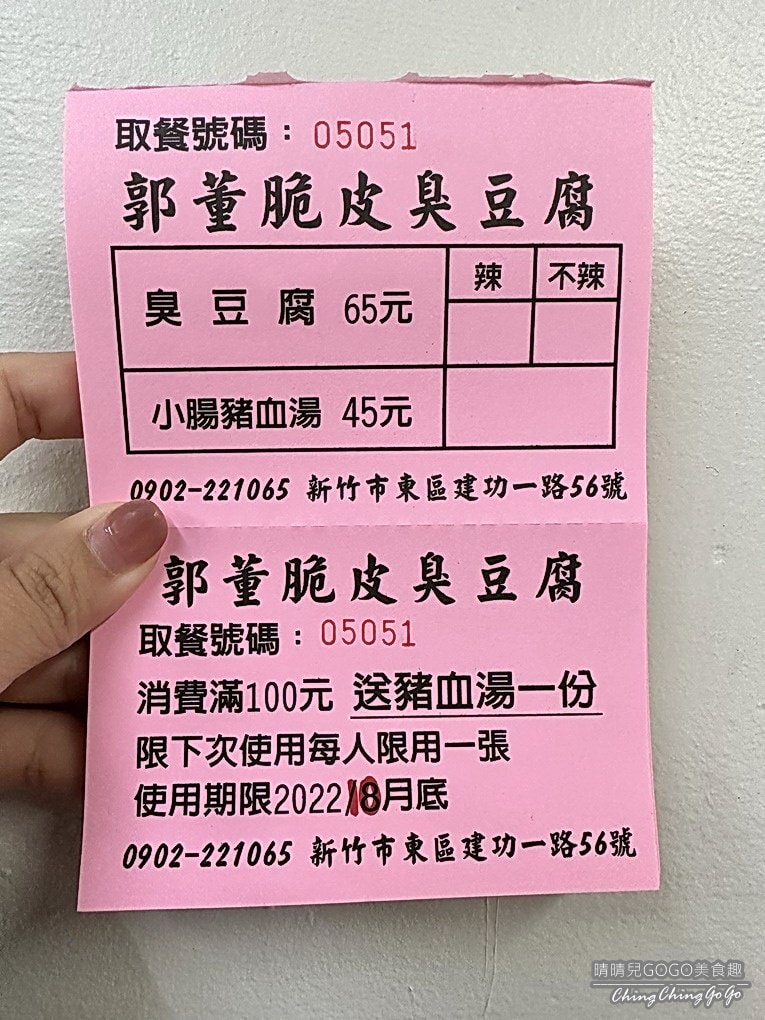 取餐號碼：05051
郭董脆皮臭豆腐
辣 不辣
臭豆腐 65元
小腸豬血湯 45元
0902-221065 新竹市東區建功一路56號
郭董脆皮臭豆腐
取餐號碼：05051
消費滿100元 送豬血湯一份
限下次使用每人限用一張
使用期限2022/8月底
0902-221065 新竹市東區建功一路56號
晴晴兒GOGO美食趣
ChingChingGoGo